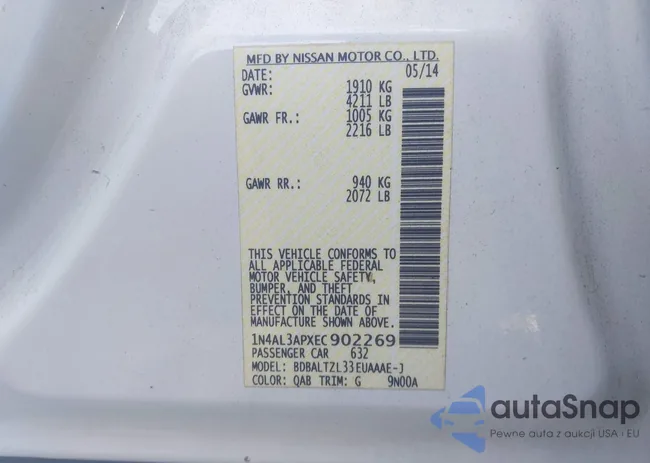 MFD BY NISSAN MOTOR CO., LTD.
DATE: 05/14
GVWR: 1910 KG
4211 LB
GAWR FR.: 1005 KG
2216 LB
GAWR RR.: 940 KG
2072 LB
THIS VEHICLE CONFORMS TO
ALL APPLICABLE FEDERAL
MOTOR VEHICLE SAFETY,
BUMPER, AND THEFT
PREVENTION STANDARDS IN
EFFECT ON THE DATE OF
MANUFACTURE SHOWN ABOVE.
1N4AL3APXEC902269
PASSENGER CAR 632
MODEL: BDBALTZL33EUAAAE-J
COLOR: QAB TRIM: G 9N00A
autaSnap
Pewne auta z aukcji USA i EU